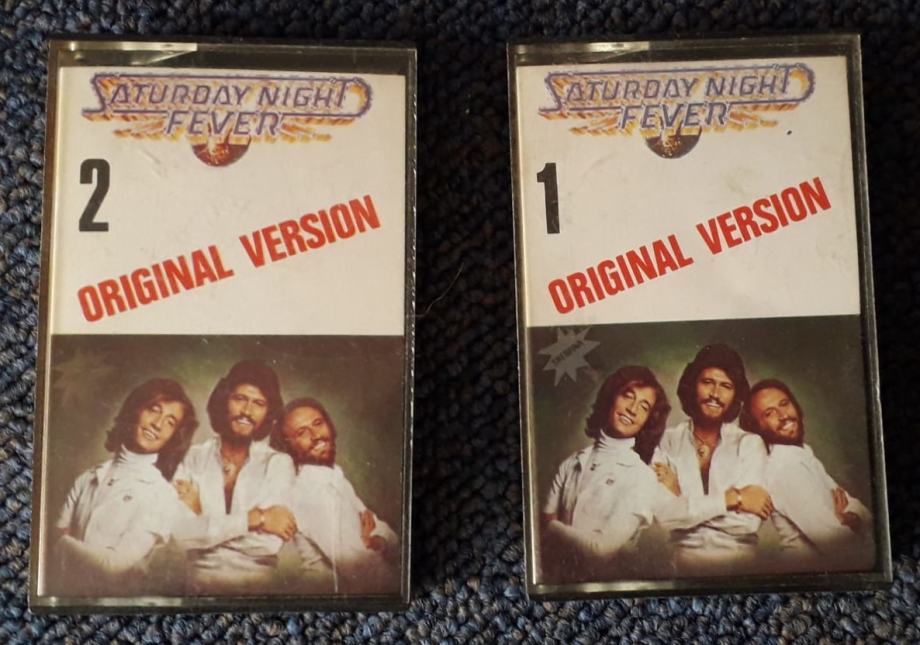 SATURDAY NIGHT
FEVER
2
ORIGINAL VERSION
SATURDAY NIGHT
FEVER
1
ORIGINAL VERSION